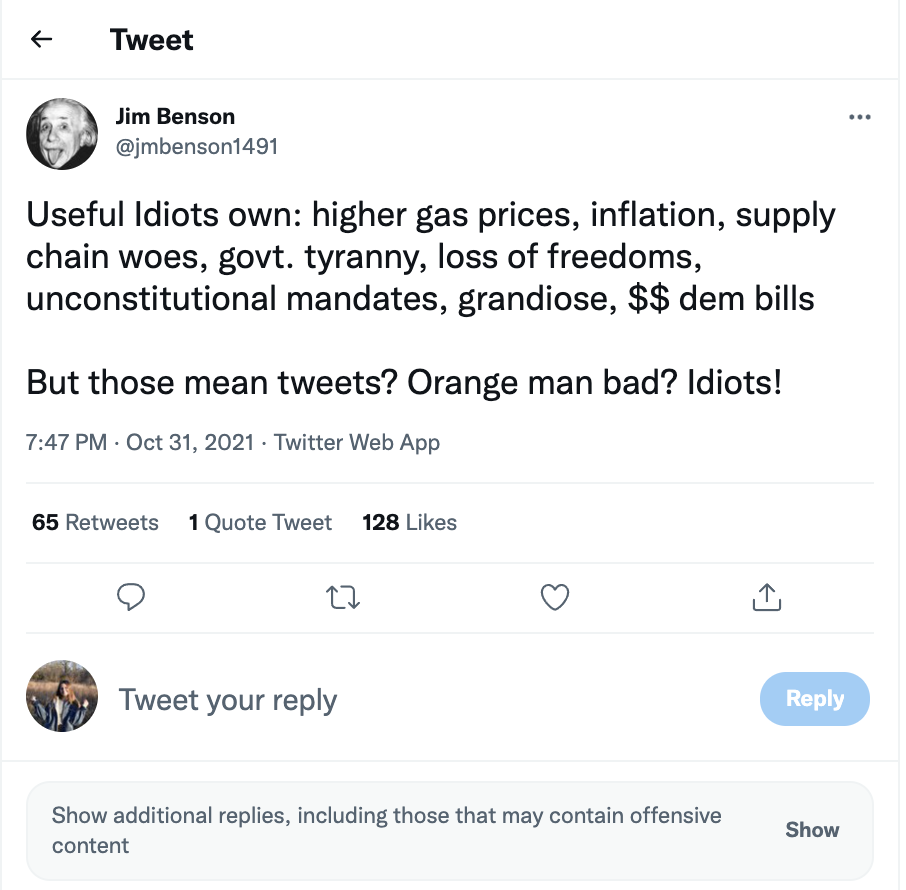 Tweet
Jim Benson
@jmbenson1491
Useful Idiots own: higher gas prices, inflation, supply
chain woes, govt. tyranny, loss of freedoms,
unconstitutional mandates, grandiose, $$ dem bills
But those mean tweets? Orange man bad? Idiots!
7:47 PM · Oct 31, 2021 · Twitter Web App
65 Retweets 1 Quote Tweet 128 Likes
Tweet your reply
Reply
Show additional replies, including those that may contain offensive
content
Show